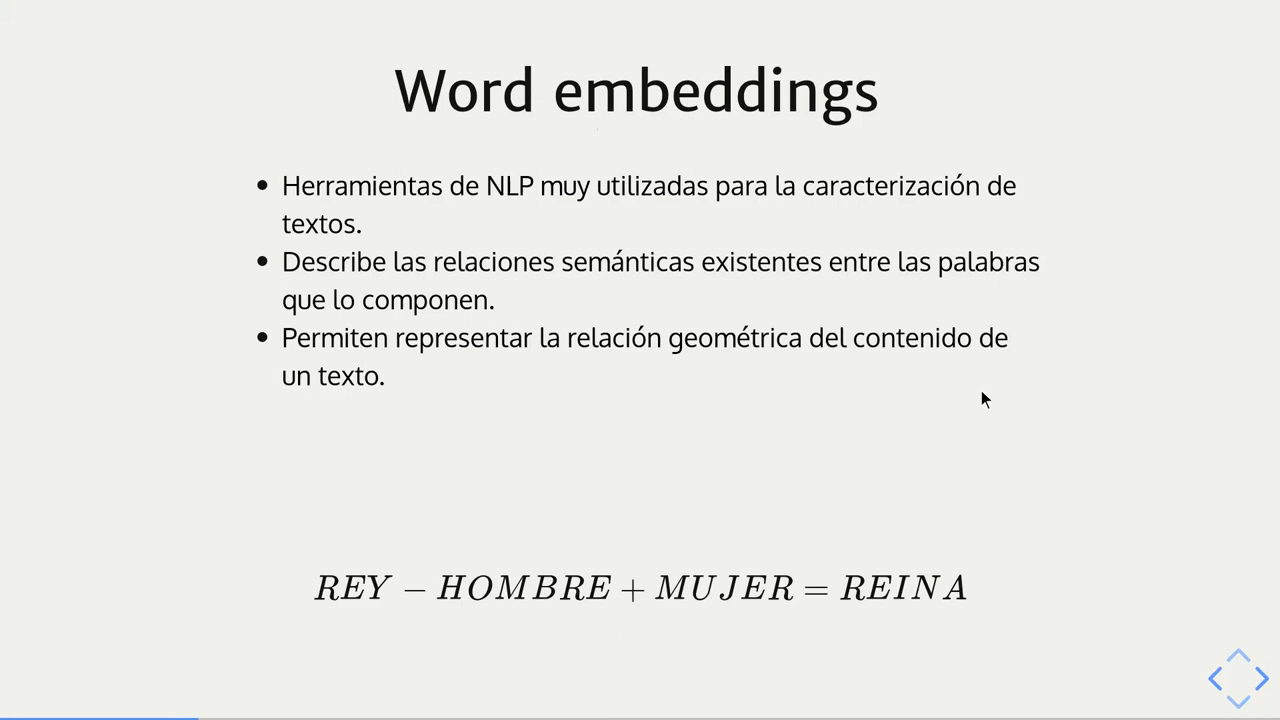 Word embeddings
• Herramientas de NLP muy utilizadas para la caracterización de
textos.
• Describe las relaciones semánticas existentes entre las palabras
que lo componen.
• Permiten representar la relación geométrica del contenido de
un texto.
REY − HOMBRE + MUJER = REINA